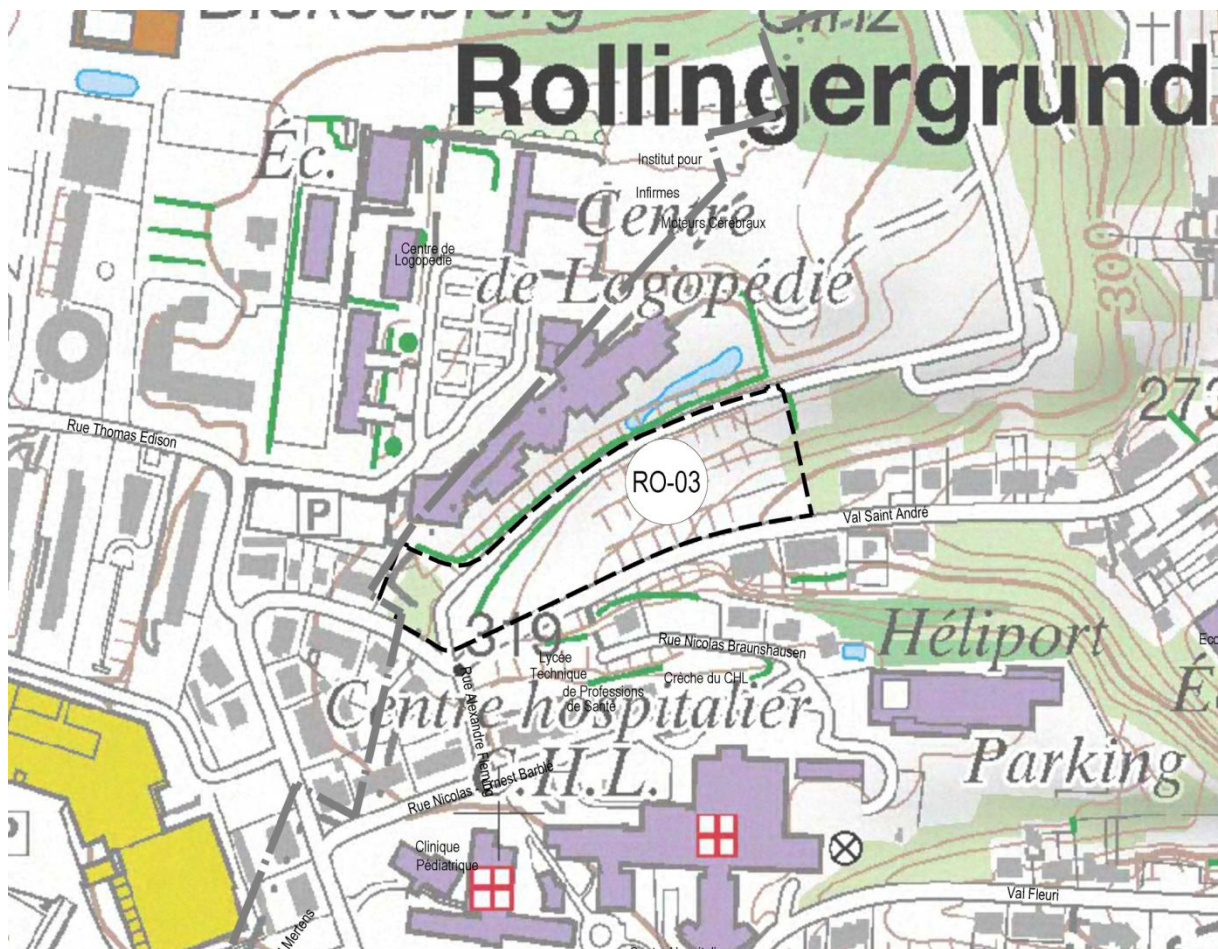 Rollingergrund
Éc.
Institut pour
Infirmes
Moteurs Cérébraux
Centre
de Logopédie
Centre de
Logopédie
300
273
Rue Thomas Edison
P
RO-03
Val Saint André
319
Héliport
Rue Nicolas Braunshausen
Lycée
Technique
de Professions
de Santé
Crèche du CHL
Centre hospitalier
C.H.L.
Parking
Rue Alexandre Fleming
Rue Nicolas - Ernest Barblé
Clinique
Pédiatrique
Val Fleuri
Mertens